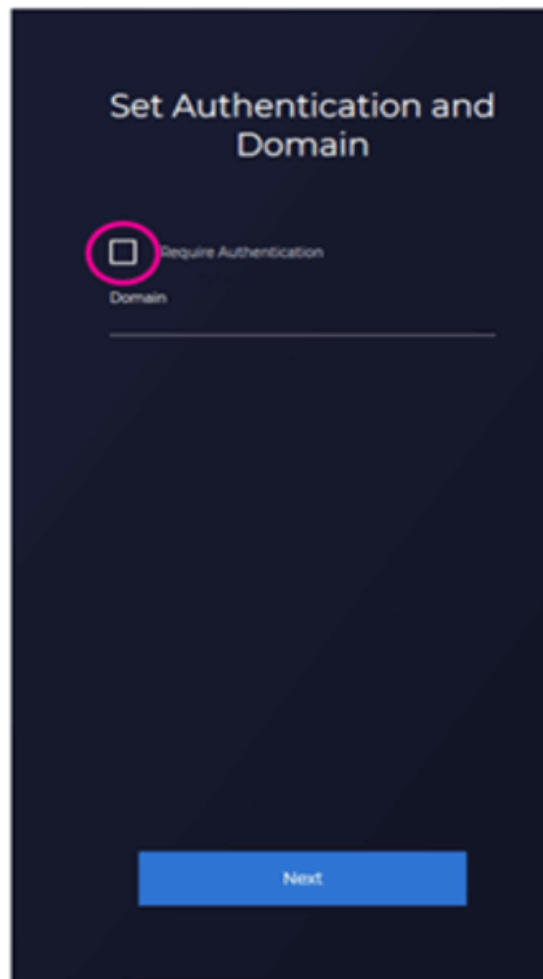 Set Authentication and
Domain
Require Authentication
Domain
Next